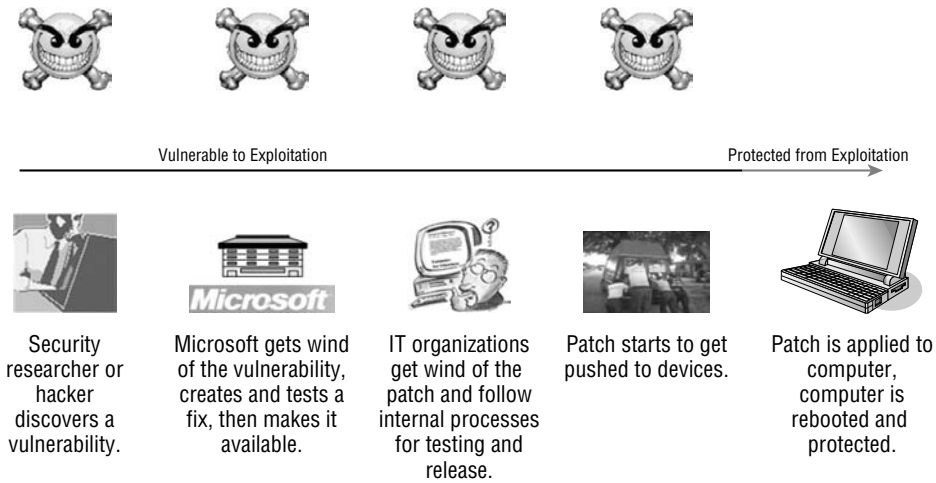 Vulnerable to Exploitation
Protected from Exploitation
Microsoft
Security
researcher or
hacker
discovers a
vulnerability.
Microsoft gets wind
of the vulnerability,
creates and tests a
fix, then makes it
available.
IT organizations
get wind of the
patch and follow
internal processes
for testing and
release.
Patch starts to get
pushed to devices.
Patch is applied to
computer,
computer is
rebooted and
protected.